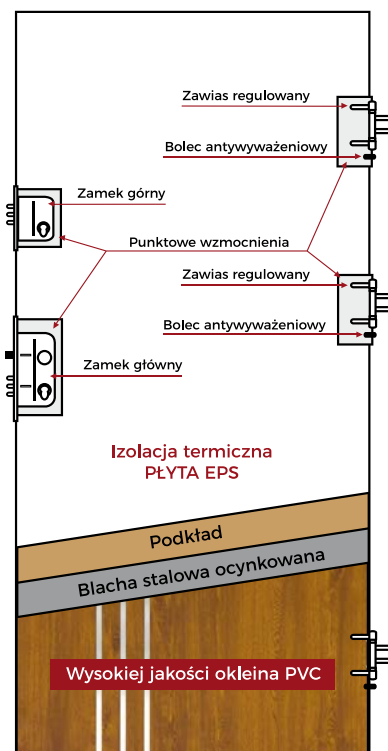 Zawias regulowany
Bolec antywyważeniowy
Zamek górny
Punktowe wzmocnienia
Zawias regulowany
Bolec antywyważeniowy
Zamek główny
Izolacja termiczna
PŁYTA EPS
Podkład
Blacha stalowa ocynkowana
Wysokiej jakości okleina PVC